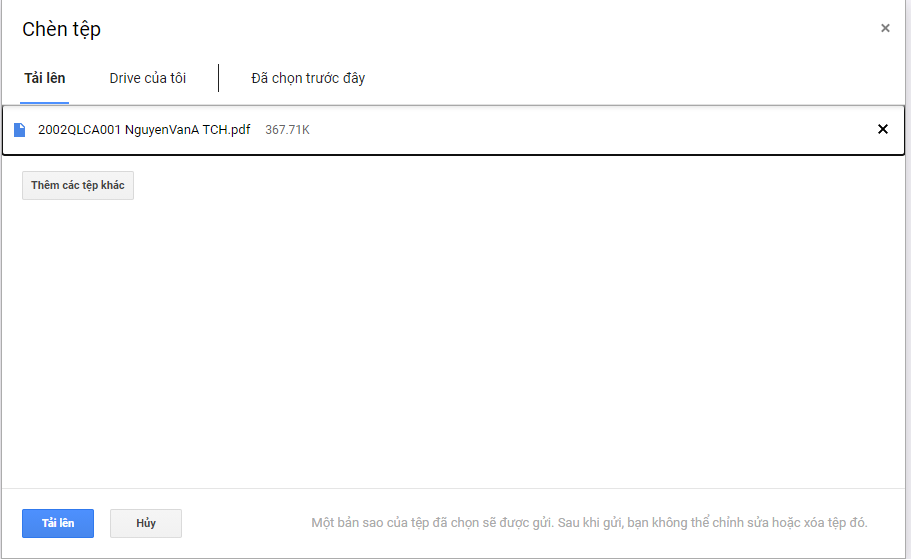 Chèn tệp
×
Tải lên Drive của tôi Đã chọn trước đây
2002QLCA001 NguyenVanA TCH.pdf 367.71K
Thêm các tệp khác
Tải lên Hủy Một bản sao của tệp đã chọn sẽ được gửi. Sau khi gửi, bạn không thể chỉnh sửa hoặc xóa tệp đó.